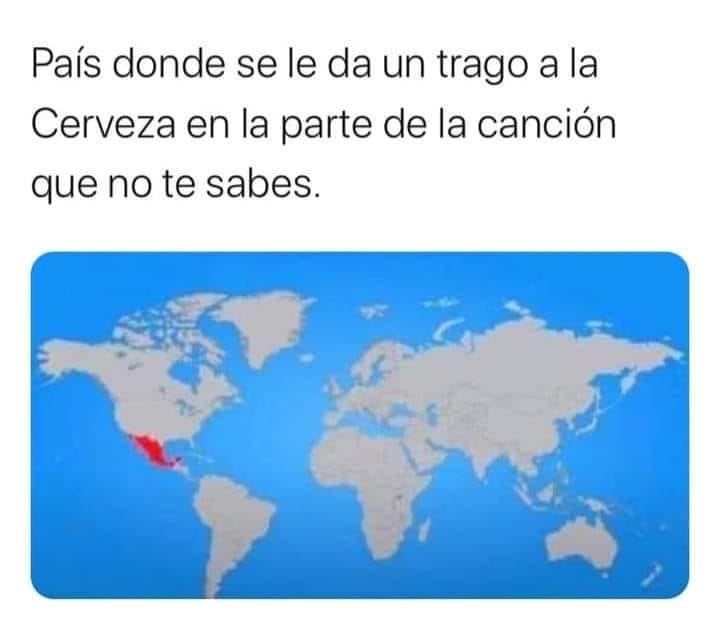 País donde se le da un trago a la
Cerveza en la parte de la canción
que no te sabes.